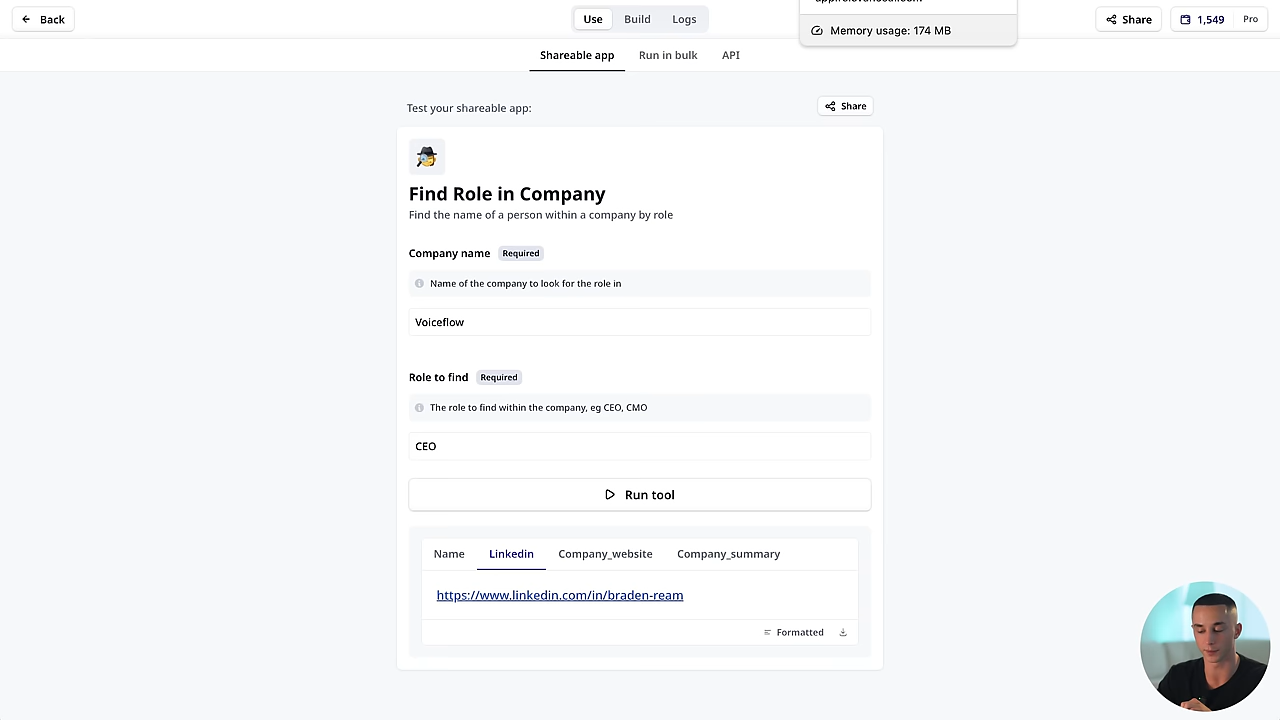 Back
Use
Build
Logs
Memory usage: 174 MB
Share
1,549
Pro
Shareable app
Run in bulk
API
Test your shareable app:
Share
Find Role in Company
Find the name of a person within a company by role
Company name
Required
Name of the company to look for the role in
Voiceflow
Role to find
Required
The role to find within the company, eg CEO, CMO
CEO
Run tool
Name
Linkedin
Company_website
Company_summary
https://www.linkedin.com/in/braden-ream
Formatted